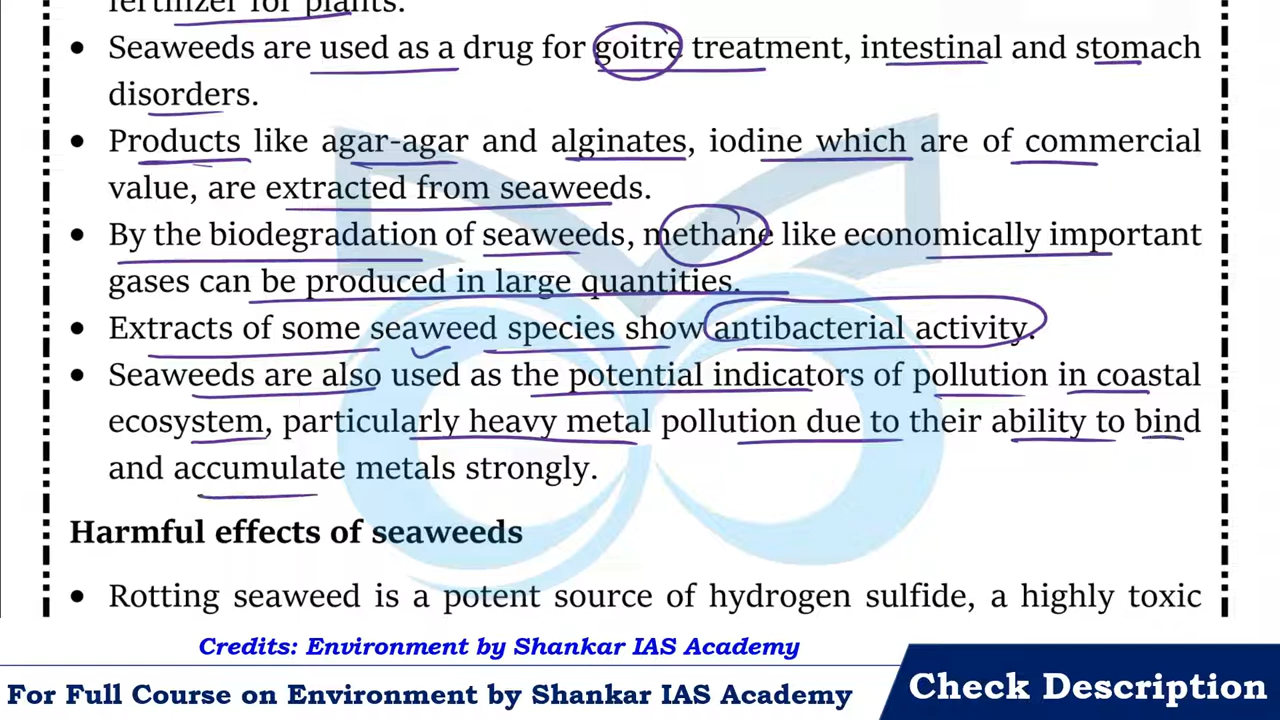 fertilizer for plants.
• Seaweeds are used as a drug for goitre treatment, intestinal and stomach
disorders.
• Products like agar-agar and alginates, iodine which are of commercial
value, are extracted from seaweeds.
• By the biodegradation of seaweeds, methane like economically important
gases can be produced in large quantities.
• Extracts of some seaweed species show antibacterial activity.
• Seaweeds are also used as the potential indicators of pollution in coastal
ecosystem, particularly heavy metal pollution due to their ability to bind
and accumulate metals strongly.
Harmful effects of seaweeds
• Rotting seaweed is a potent source of hydrogen sulfide, a highly toxic
Credits: Environment by Shankar IAS Academy
For Full Course on Environment by Shankar IAS Academy
Check Description